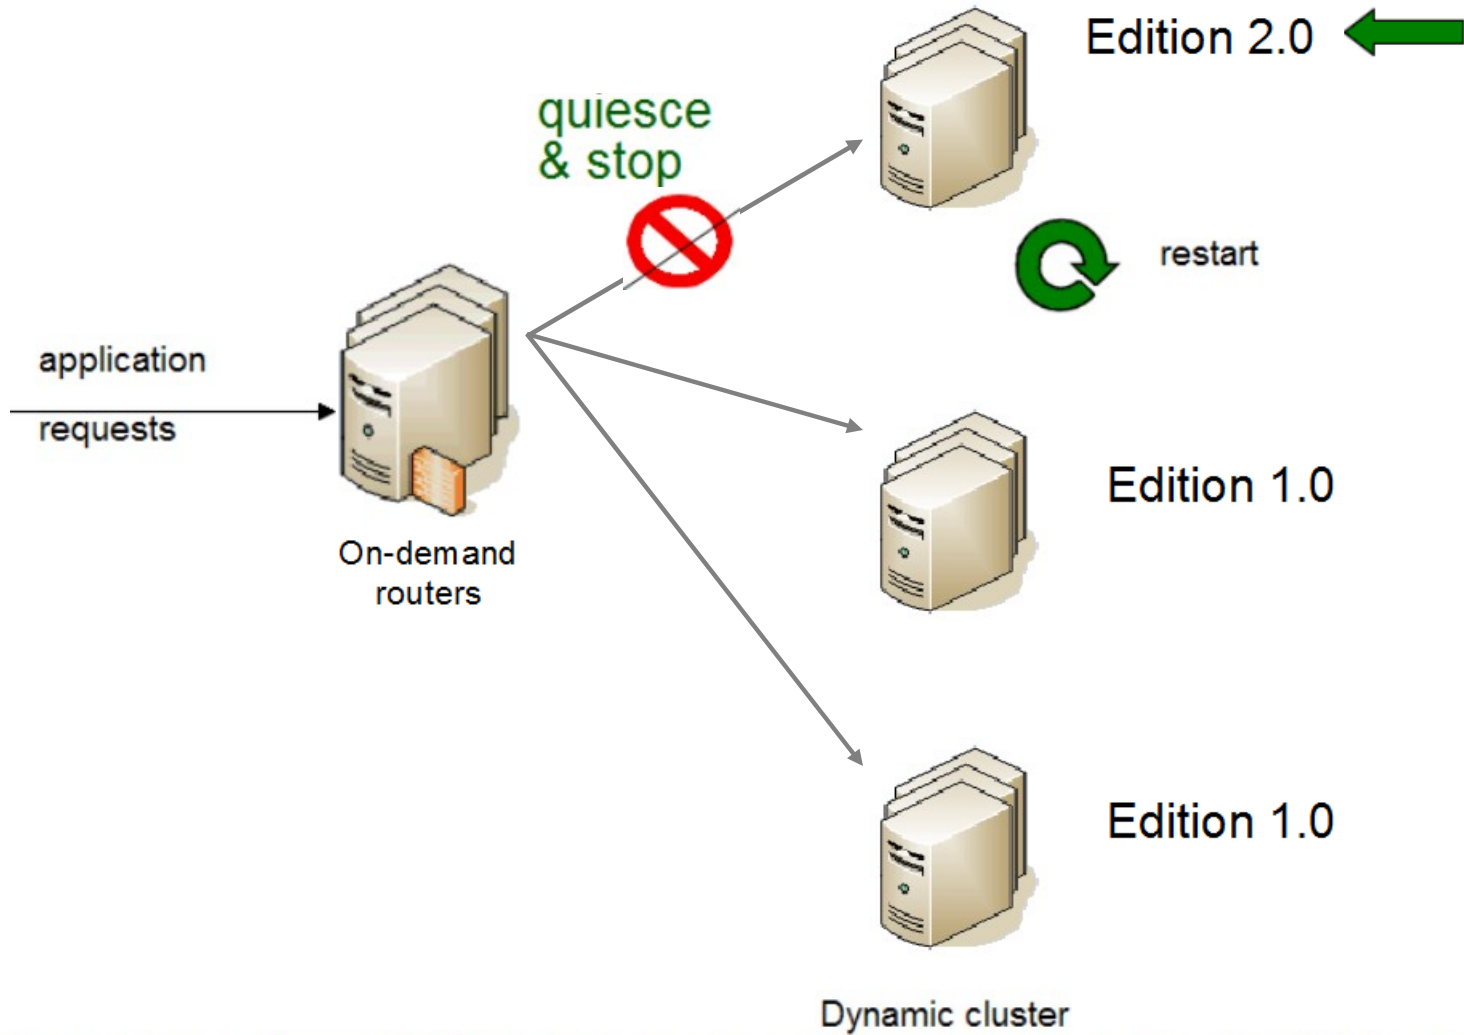 Edition 2.0
quiesce
& stop
restart
application
requests
Edition 1.0
On-demand
routers
Edition 1.0
Dynamic cluster